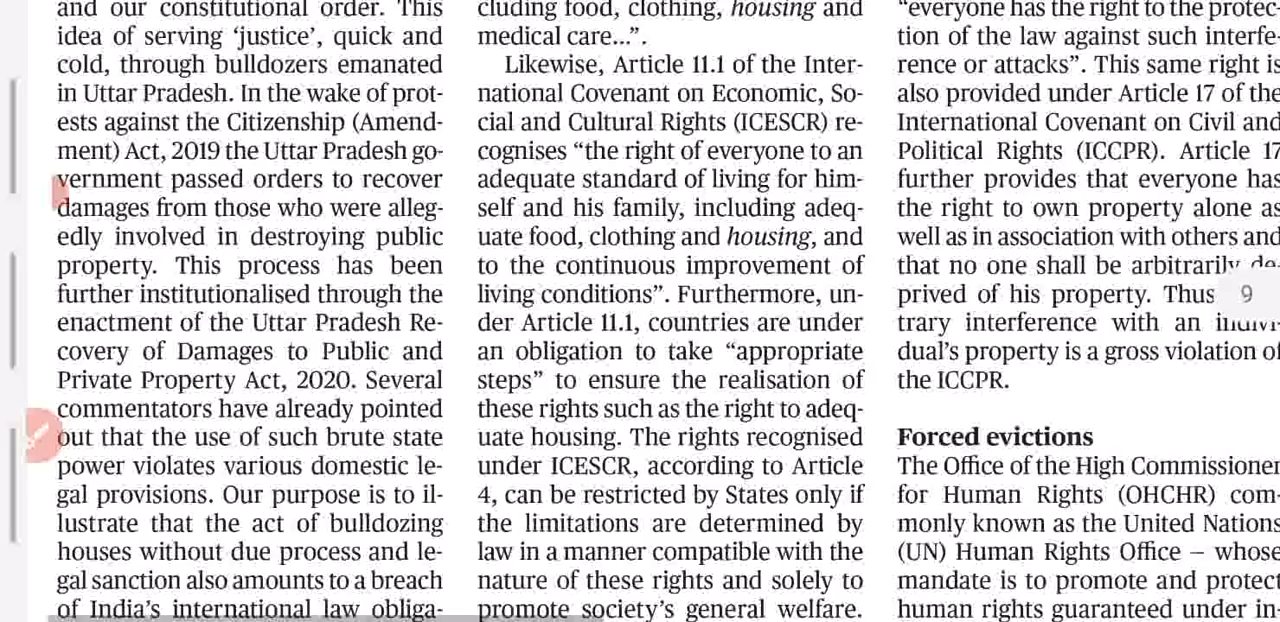 and our constitutional order. This
idea of serving ‘justice’, quick and
cold, through bulldozers emanated
in Uttar Pradesh. In the wake of prot-
ests against the Citizenship (Amend-
ment) Act, 2019 the Uttar Pradesh go-
vernment passed orders to recover
damages from those who were alleg-
edly involved in destroying public
property. This process has been
further institutionalised through the
enactment of the Uttar Pradesh Re-
covery of Damages to Public and
Private Property Act, 2020. Several
commentators have already pointed
out that the use of such brute state
power violates various domestic le-
gal provisions. Our purpose is to il-
lustrate that the act of bulldozing
houses without due process and le-
gal sanction also amounts to a breach
of India’s international law obliga-
cluding food, clothing, housing and
medical care...”.
Likewise, Article 11.1 of the Inter-
national Covenant on Economic, So-
cial and Cultural Rights (ICESCR) re-
cognises “the right of everyone to an
adequate standard of living for him-
self and his family, including adeq-
uate food, clothing and housing, and
to the continuous improvement of
living conditions”. Furthermore, un-
der Article 11.1, countries are under
an obligation to take “appropriate
steps” to ensure the realisation of
these rights such as the right to adeq-
uate housing. The rights recognised
under ICESCR, according to Article
4, can be restricted by States only if
the limitations are determined by
law in a manner compatible with the
nature of these rights and solely to
promote society’s general welfare.
“everyone has the right to the protec-
tion of the law against such interfe-
rence or attacks”. This same right is
also provided under Article 17 of the
International Covenant on Civil and
Political Rights (ICCPR). Article 17
further provides that everyone has
the right to own property alone as
well as in association with others and
that no one shall be arbitrarily de-
prived of his property. Thus
trary interference with an indivi
dual’s property is a gross violation of
the ICCPR.
Forced evictions
The Office of the High Commissioner
for Human Rights (OHCHR) com-
monly known as the United Nations
(UN) Human Rights Office – whose
mandate is to promote and protect
human rights guaranteed under in-
9